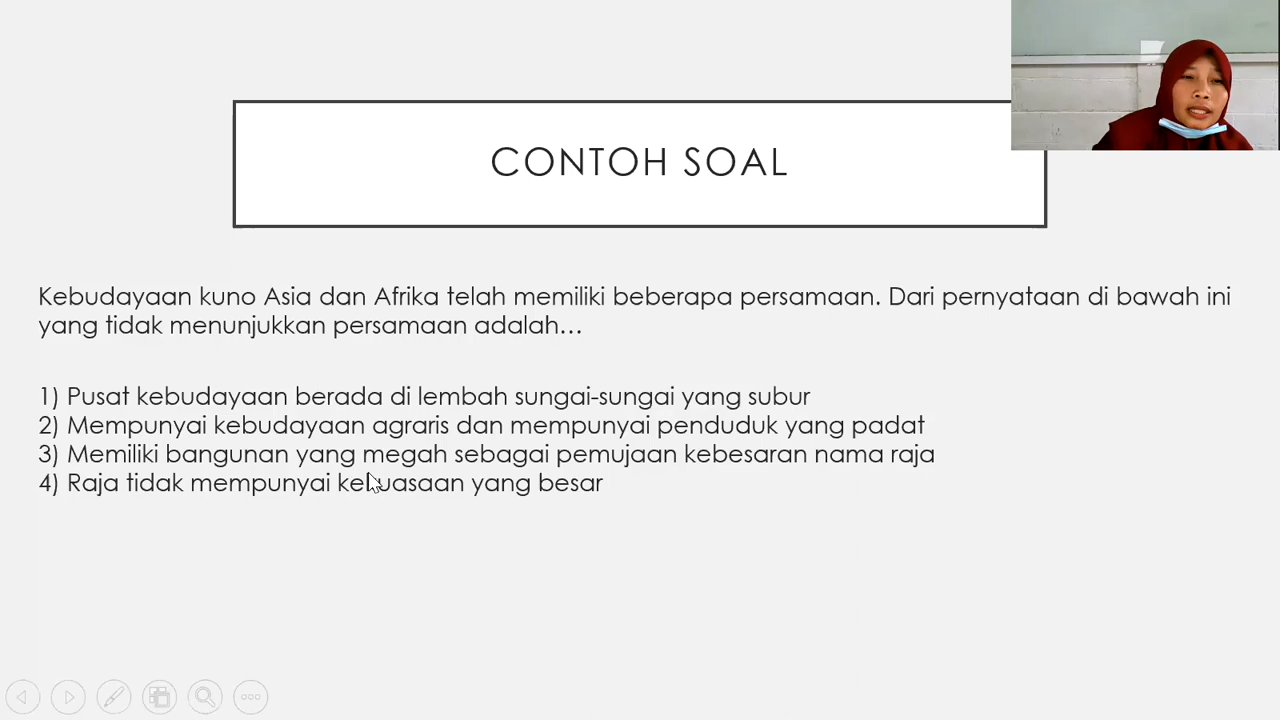 CONTOH SOAL
Kebudayaan kuno Asia dan Afrika telah memiliki beberapa persamaan. Dari pernyataan di bawah ini
yang tidak menunjukkan persamaan adalah...
1) Pusat kebudayaan berada di lembah sungai-sungai yang subur
2) Mempunyai kebudayaan agraris dan mempunyai penduduk yang padat
3) Memiliki bangunan yang megah sebagai pemujaan kebesaran nama raja
4) Raja tidak mempunyai kekuasaan yang besar